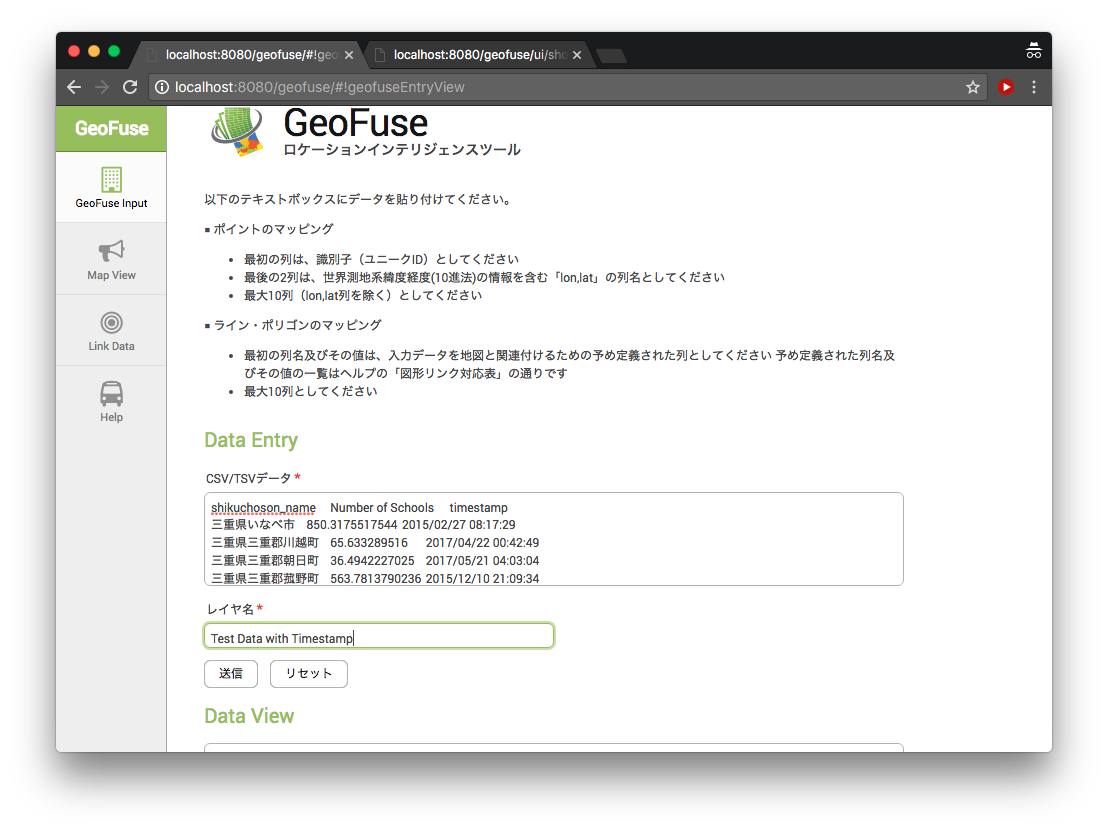 localhost:8080/geofuse/#!geo
localhost:8080/geofuse/ui/sho
localhost:8080/geofuse/#!geofuseEntryView
GeoFuse
GeoFuse Input
Map View
Link Data
Help
GeoFuse
ロケーションインテリジェンスツール
以下のテキストボックスにデータを貼り付けてください。
▪ ポイントのマッピング
• 最初の列は、識別子（ユニークID）としてください
• 最後の2列は、世界測地系緯度経度(10進法)の情報を含む「lon,lat」の列名としてください
• 最大10列（lon,lat列を除く）としてください
▪ ライン・ポリゴンのマッピング
• 最初の列名及びその値は、入力データを地図と関連付けるための予め定義された列としてください 予め定義された列名及
びその値の一覧はヘルプの「図形リンク対応表」の通りです
• 最大10列としてください
Data Entry
CSV/TSVデータ *
shikuchoson_name Number of Schools timestamp
三重県いなべ市 850.3175517544 2015/02/27 08:17:29
三重県三重郡川越町 65.633289516 2017/04/22 00:42:49
三重県三重郡朝日町 36.4942227025 2017/05/21 04:03:04
三重県三重郡菰野町 563.7813790236 2015/12/10 21:09:34
レイヤ名 *
Test Data with Timestamp
送信 リセット
Data View